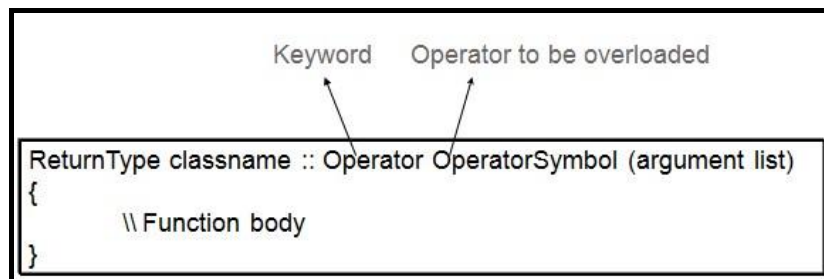 Keyword Operator to be overloaded
ReturnType classname :: Operator OperatorSymbol (argument list)
{
\\ Function body
}